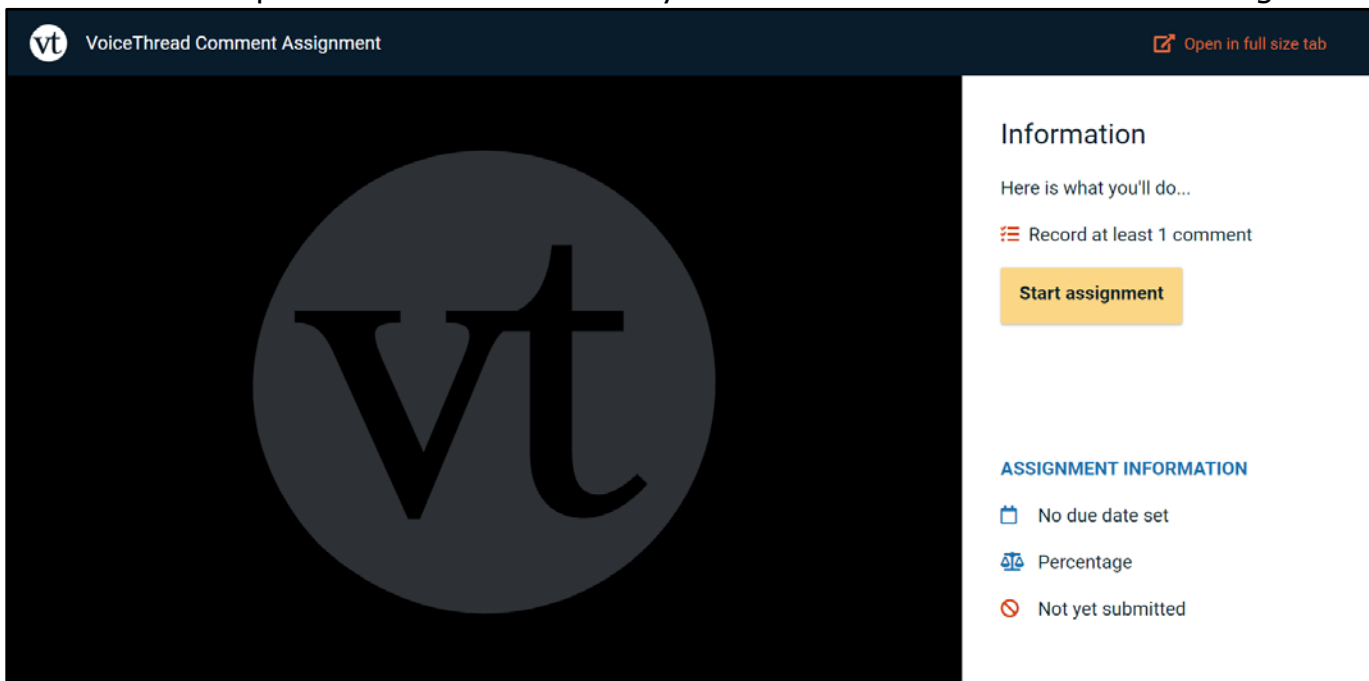 vt VoiceThread Comment Assignment Open in full size tab
vt
Information
Here is what you'll do...
Record at least 1 comment
Start assignment
ASSIGNMENT INFORMATION
No due date set
Percentage
Not yet submitted